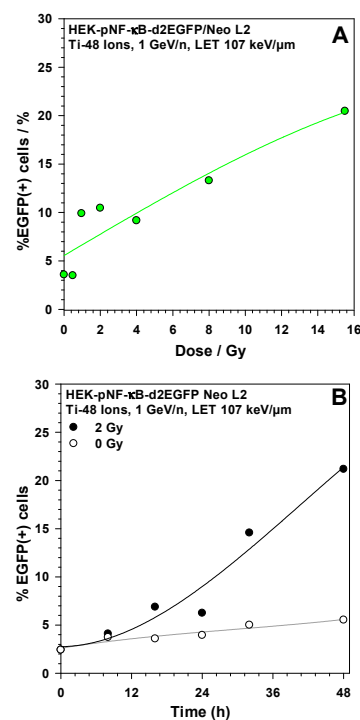 HEK-pNF-κB-d2EGFP/Neo L2
A
Ti-48 Ions, 1 GeV/n, LET 107 keV/µm
30
25
20
15
10
5
0
%EGFP(+) cells / %
0 2 4 6 8 10 12 14 16
Dose / Gy
HEK-pNF-κB-d2EGFP Neo L2
B
Ti-48 Ions, 1 GeV/n, LET 107 keV/µm
2 Gy
0 Gy
30
25
20
15
10
5
0
% EGFP(+) cells
0 12 24 36 48
Time (h)